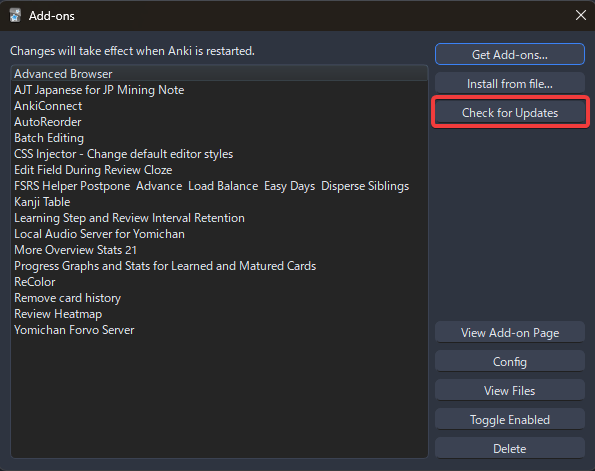 Add-ons
Changes will take effect when Anki is restarted.
Advanced Browser
AJT Japanese for JP Mining Note
AnkiConnect
AutoReorder
Batch Editing
CSS Injector - Change default editor styles
Edit Field During Review Cloze
FSRS Helper Postpone  Advance  Load Balance  Easy Days  Disperse Siblings
Kanji Table
Learning Step and Review Interval Retention
Local Audio Server for Yomichan
More Overview Stats 21
Progress Graphs and Stats for Learned and Matured Cards
ReColor
Remove card history
Review Heatmap
Yomichan Forvo Server
Get Add-ons...
Install from file...
Check for Updates
View Add-on Page
Config
View Files
Toggle Enabled
Delete